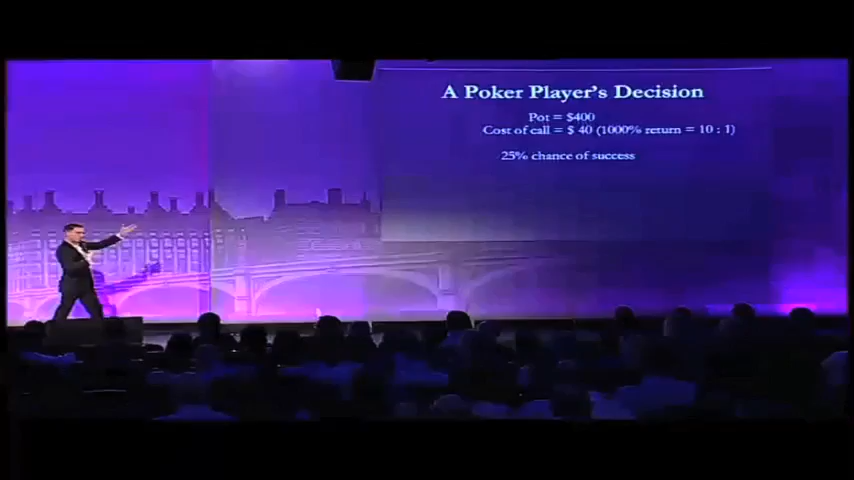 A Poker Player's Decision
Pot = $400
Cost of call = $ 40 (1000% return = 10 : 1)
25% chance of success